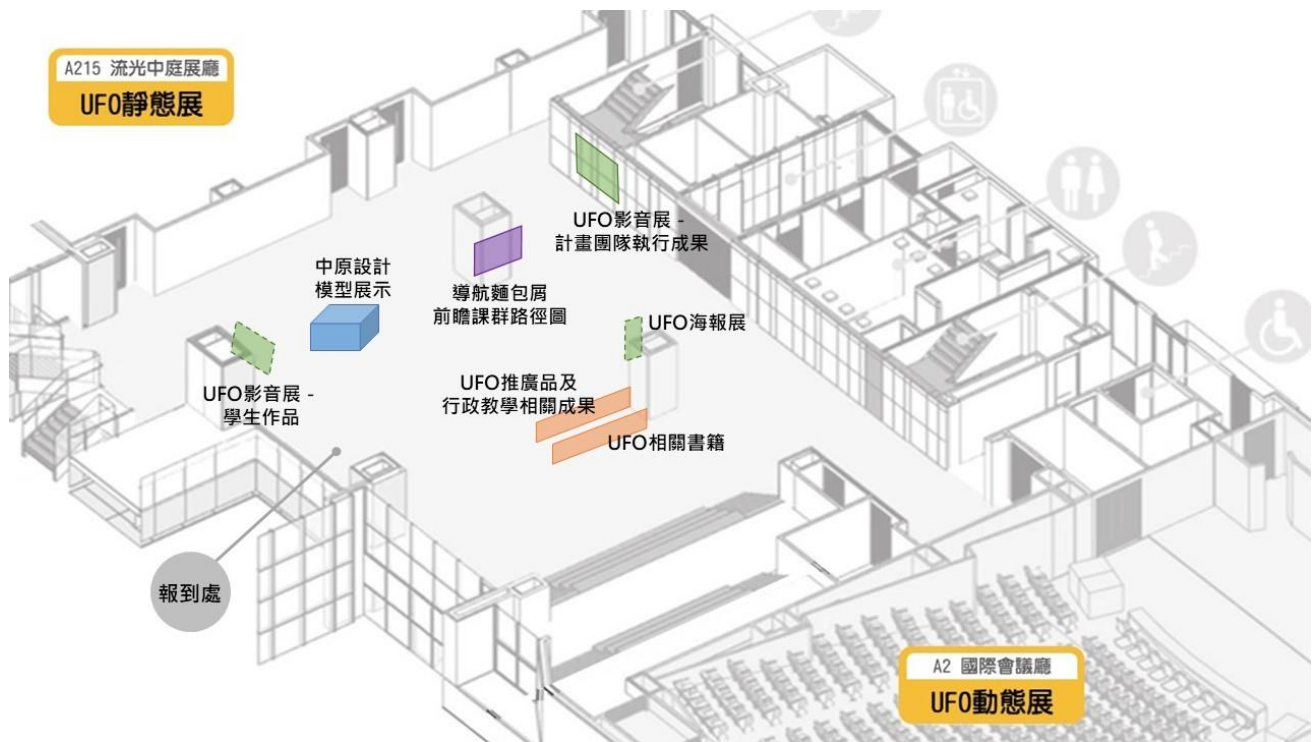 A215 流光中庭展廳
UFO靜態展
UFO影音展 -
計畫團隊執行成果
中原設計
模型展示
導航麵包屑
前瞻課群路徑圖
UFO海報展
UFO影音展 -
學生作品
UFO推廣品及
行政教學相關成果
UFO相關書籍
報到處
A2 國際會議廳
UFO動態展